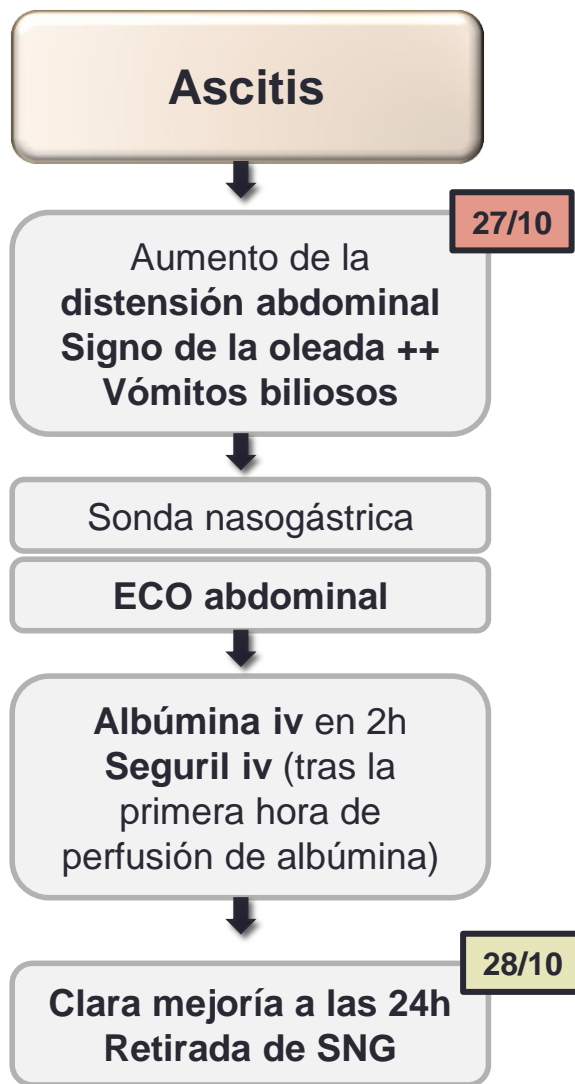 Ascitis
27/10
Aumento de la
distensión abdominal
Signo de la oleada ++
Vómitos biliosos
Sonda nasogástrica
ECO abdominal
Albúmina iv en 2h
Seguril iv (tras la
primera hora de
perfusión de albúmina)
28/10
Clara mejoría a las 24h
Retirada de SNG